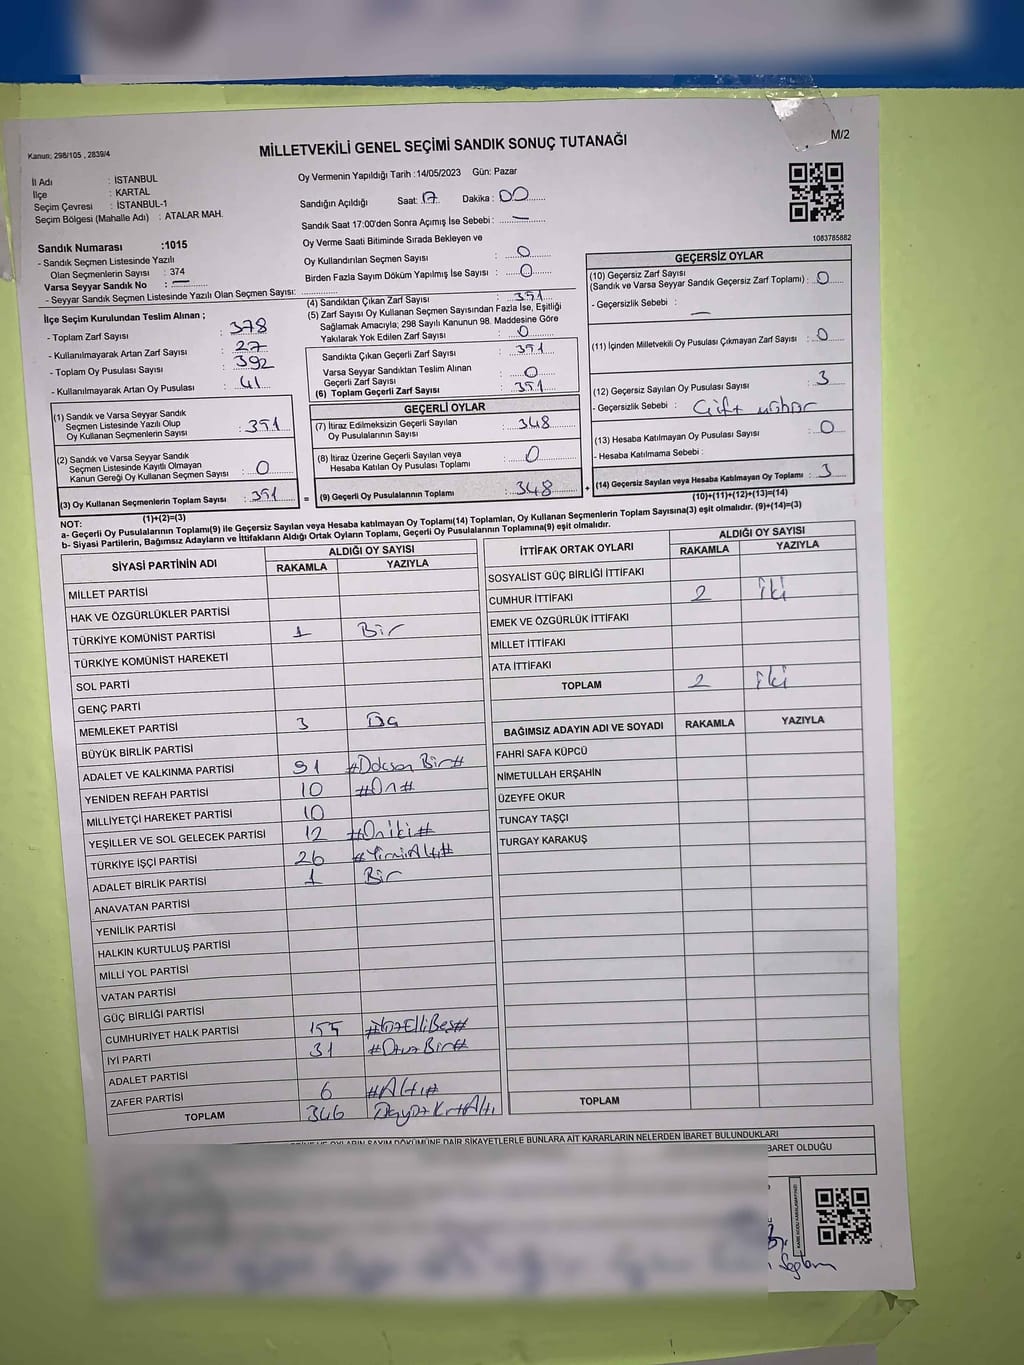 M/2
Kanun: 298/105 , 2839/4
MİLLETVEKİLİ GENEL SEÇİMİ SANDIK SONUÇ TUTANAĞI
İl Adı : İSTANBUL
İlçe : KARTAL
Seçim Çevresi : İSTANBUL-1
Seçim Bölgesi (Mahalle Adı) : ATALAR MAH.
Oy Vermenin Yapıldığı Tarih :14/05/2023 Gün: Pazar
Sandığın Açıldığı Saat: 17 Dakika: 00
Sandık Saat 17:00'den Sonra Açımış İse Sebebi : —
Oy Verme Saati Bitiminde Sırada Bekleyen ve
Oy Kullandırılan Seçmen Sayısı : 0
Birden Fazla Sayım Döküm Yapılmış İse Sayısı : 0
1083785882
Sandık Numarası :1015
- Sandık Seçmen Listesinde Yazılı
Olan Seçmenlerin Sayısı : 374
Varsa Seyyar Sandık No : —
- Seyyar Sandık Seçmen Listesinde Yazılı Olan Seçmen Sayısı:
İlçe Seçim Kurulundan Teslim Alınan ;
- Toplam Zarf Sayısı : 378
- Kullanılmayarak Artan Zarf Sayısı : 27
- Toplam Oy Pusulası Sayısı : 392
- Kullanılmayarak Artan Oy Pusulası : 41
(1) Sandık ve Varsa Seyyar Sandık
Seçmen Listesinde Yazılı Olup
Oy Kullanan Seçmenlerin Sayısı : 351
(2) Sandık ve Varsa Seyyar Sandık
Seçmen Listesinde Kayıtlı Olmayan
Kanun Gereği Oy Kullanan Seçmen Sayısı : 0
(3) Oy Kullanan Seçmenlerin Toplam Sayısı : 351
(1)+(2)=(3)
(4) Sandıktan Çıkan Zarf Sayısı : 351
(5) Zarf Sayısı Oy Kullanan Seçmen Sayısından Fazla İse, Eşitliği
Sağlamak Amacıyla; 298 Sayılı Kanunun 98. Maddesine Göre
Yakılarak Yok Edilen Zarf Sayısı : 0
Sandıkta Çıkan Geçerli Zarf Sayısı : 351
Varsa Seyyar Sandıktan Teslim Alınan
Geçerli Zarf Sayısı : 0
(6) Toplam Geçerli Zarf Sayısı : 351
GEÇERLİ OYLAR
(7) İtiraz Edilmeksizin Geçerli Sayılan
Oy Pusulalarının Sayısı : 348
(8) İtiraz Üzerine Geçerli Sayılan veya
Hesaba Katılan Oy Pusulası Toplamı : 0
= (9) Geçerli Oy Pusulalarının Toplamı : 348
GEÇERSİZ OYLAR
(10) Geçersiz Zarf Sayısı
(Sandık ve Varsa Seyyar Sandık Geçersiz Zarf Toplamı) : 0
- Geçersizlik Sebebi : —
(11) İçinden Milletvekili Oy Pusulası Çıkmayan Zarf Sayısı : 0
(12) Geçersiz Sayılan Oy Pusulası Sayısı : 3
- Geçersizlik Sebebi : Çift mühür
(13) Hesaba Katılmayan Oy Pusulası Sayısı : 0
- Hesaba Katılmama Sebebi :
+ (14) Geçersiz Sayılan veya Hesaba Katılmayan Oy Toplamı : 3
(10)+(11)+(12)+(13)=(14)
NOT:
a- Geçerli Oy Pusulalarının Toplamı(9) ile Geçersiz Sayılan veya Hesaba katılmayan Oy Toplamı(14) Toplamları, Oy Kullanan Seçmenlerin Toplam Sayısına(3) eşit olmalıdır. (9)+(14)=(3)
b- Siyasi Partilerin, Bağımsız Adayların ve İttifakların Aldığı Ortak Oyların Toplamı, Geçerli Oy Pusulalarının Toplamına(9) eşit olmalıdır.
SİYASİ PARTİNİN ADI ALDIĞI OY SAYISI
RAKAMLA YAZIYLA
MİLLET PARTİSİ
HAK VE ÖZGÜRLÜKLER PARTİSİ
TÜRKİYE KOMÜNİST PARTİSİ 1 Bir
TÜRKİYE KOMÜNİST HAREKETİ
SOL PARTİ
GENÇ PARTİ
MEMLEKET PARTİSİ 3 Üç
BÜYÜK BİRLİK PARTİSİ
ADALET VE KALKINMA PARTİSİ 91 #Doksan Bir#
YENİDEN REFAH PARTİSİ 10 #On#
MİLLİYETÇİ HAREKET PARTİSİ 10
YEŞİLLER VE SOL GELECEK PARTİSİ 12 #Oniki#
TÜRKİYE İŞÇİ PARTİSİ 26 #YirmiAltı#
ADALET BİRLİK PARTİSİ 1 Bir
ANAVATAN PARTİSİ
YENİLİK PARTİSİ
HALKIN KURTULUŞ PARTİSİ
MİLLİ YOL PARTİSİ
VATAN PARTİSİ
GÜÇ BİRLİĞİ PARTİSİ
CUMHURİYET HALK PARTİSİ 155 #YüzElliBeş#
İYİ PARTİ 31 #OtuzBir#
ADALET PARTİSİ
ZAFER PARTİSİ 6 #Altı#
TOPLAM 346 ÜçyüzKırkAltı
İTTİFAK ORTAK OYLARI ALDIĞI OY SAYISI
RAKAMLA YAZIYLA
SOSYALİST GÜÇ BİRLİĞİ İTTİFAKI
CUMHUR İTTİFAKI 2 İki
EMEK VE ÖZGÜRLÜK İTTİFAKI
MİLLET İTTİFAKI
ATA İTTİFAKI
TOPLAM 2 İki
BAĞIMSIZ ADAYIN ADI VE SOYADI RAKAMLA YAZIYLA
FAHRİ SAFA KÜPCÜ
NİMETULLAH ERŞAHİN
ÜZEYFE OKUR
TUNCAY TAŞÇI
TURGAY KARAKUŞ
TOPLAM
OYLARIN SAYIM DÖKÜMÜNE DAİR ŞİKAYETLERLE BUNLARA AİT KARARLARIN NELERDEN İBARET BULUNDUKLARI
BARET OLDUĞU